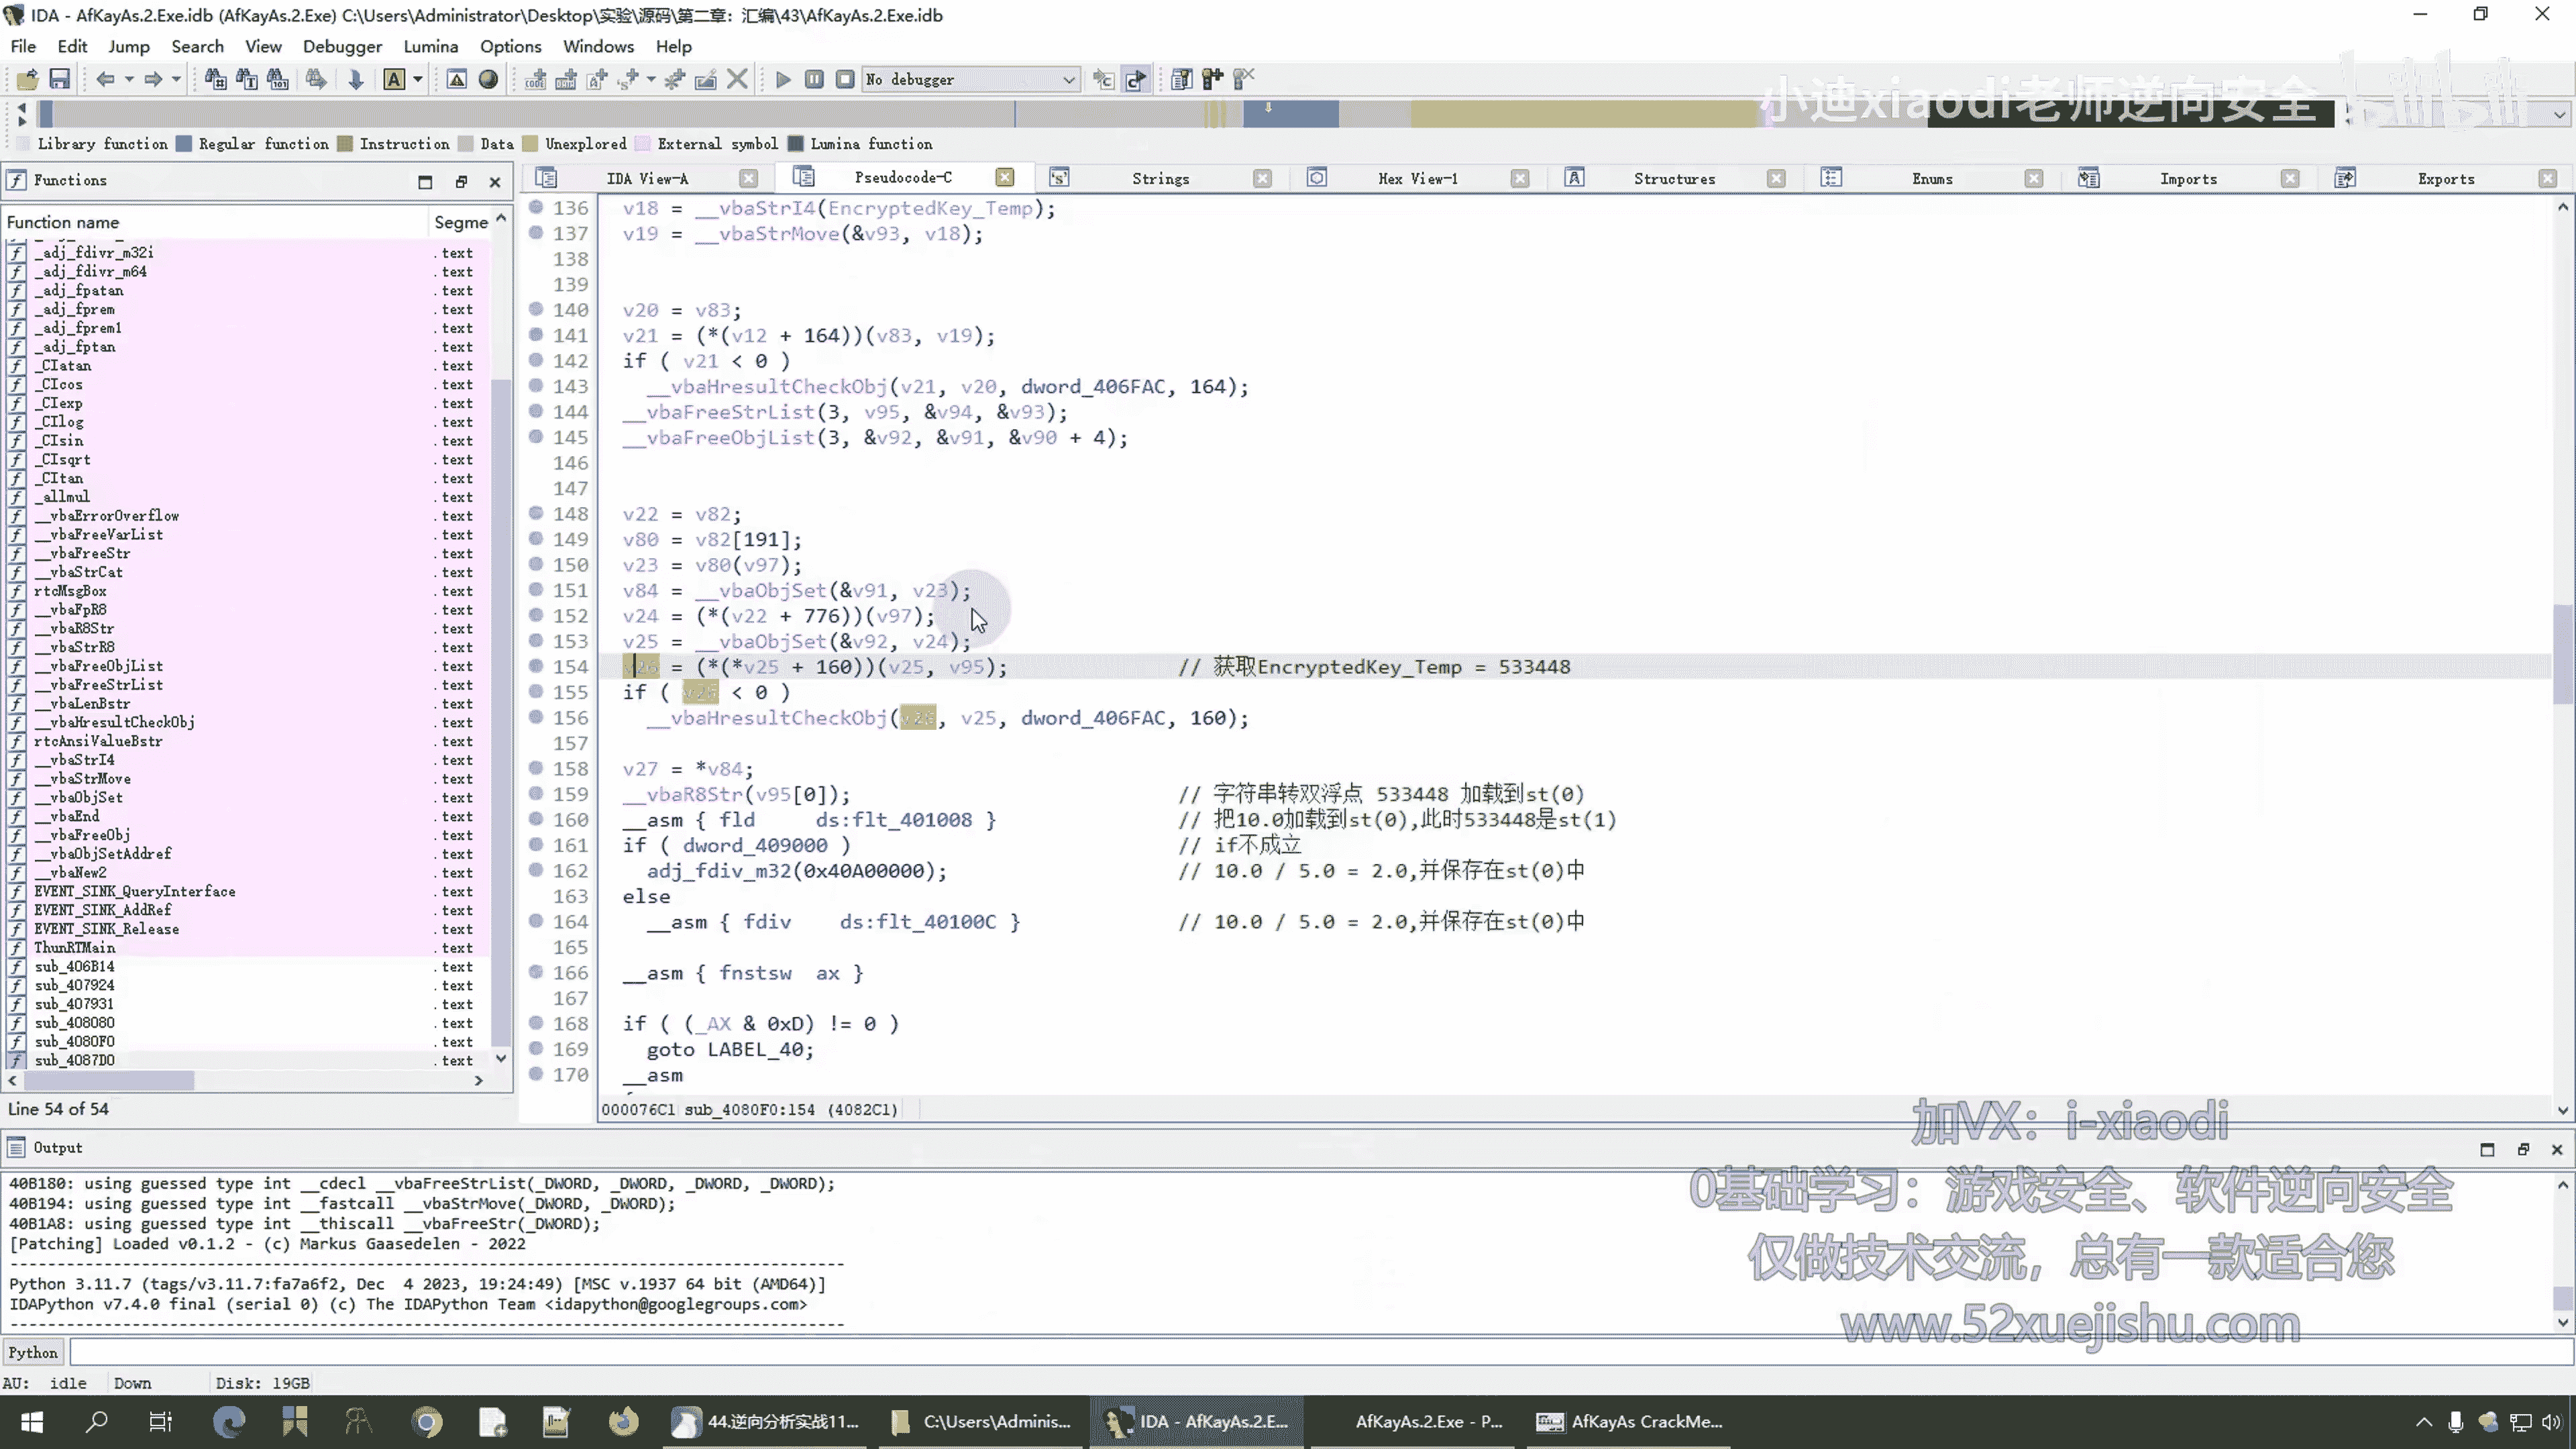 IDA - AfKayAs.2.Exe.idb (AfKayAs.2.Exe) C:\Users\Administrator\Desktop\实验\源码\第二章：汇编\43\AfKayAs.2.Exe.idb
File Edit Jump Search View Debugger Lumina Options Windows Help
No debugger
小迪xiaodi老师逆向安全 bilibili
Library function Regular function Instruction Data Unexplored External symbol Lumina function
Functions
IDA View-A Pseudocode-C Strings Hex View-1 Structures Enums Imports Exports
Function name Segme
_adj_fdivr_m32i .text
_adj_fdivr_m64 .text
_adj_fpatan .text
_adj_fprem .text
_adj_fprem1 .text
_adj_fptan .text
_CIatan .text
_CIcos .text
_CIexp .text
_CIlog .text
_CIsin .text
_CIsqrt .text
_CItan .text
_allmul .text
__vbaErrorOverflow .text
__vbaFreeVarList .text
__vbaFreeStr .text
__vbaStrCat .text
rtcMsgBox .text
__vbaFpR8 .text
__vbaR8Str .text
__vbaStrR8 .text
__vbaFreeObjList .text
__vbaFreeStrList .text
__vbaLenBstr .text
__vbaHresultCheckObj .text
rtcAnsiValueBstr .text
__vbaStrI4 .text
__vbaStrMove .text
__vbaObjSet .text
__vbaEnd .text
__vbaFreeObj .text
__vbaObjSetAddref .text
__vbaNew2 .text
EVENT_SINK_QueryInterface .text
EVENT_SINK_AddRef .text
EVENT_SINK_Release .text
ThunRTMain .text
sub_406B14 .text
sub_407924 .text
sub_407931 .text
sub_408080 .text
sub_4080F0 .text
sub_4087D0 .text
Line 54 of 54
136 v18 = __vbaStrI4(EncryptedKey_Temp);
137 v19 = __vbaStrMove(&v93, v18);
138
139
140 v20 = v83;
141 v21 = (*(v12 + 164))(v83, v19);
142 if ( v21 < 0 )
143 __vbaHresultCheckObj(v21, v20, dword_406FAC, 164);
144 __vbaFreeStrList(3, v95, &v94, &v93);
145 __vbaFreeObjList(3, &v92, &v91, &v90 + 4);
146
147
148 v22 = v82;
149 v80 = v82[191];
150 v23 = v80(v97);
151 v84 = __vbaObjSet(&v91, v23);
152 v24 = (*(v22 + 776))(v97);
153 v25 = __vbaObjSet(&v92, v24);
154 v26 = (*(*v25 + 160))(v25, v95); // 获取EncryptedKey_Temp = 533448
155 if ( v26 < 0 )
156 __vbaHresultCheckObj(v26, v25, dword_406FAC, 160);
157
158 v27 = *v84;
159 __vbaR8Str(v95[0]); // 字符串转双浮点 533448 加载到st(0)
160 __asm { fld ds:flt_401008 } // 把10.0加载到st(0),此时533448是st(1)
161 if ( dword_409000 ) // if不成立
162 adj_fdiv_m32(0x40A00000); // 10.0 / 5.0 = 2.0,并保存在st(0)中
163 else
164 __asm { fdiv ds:flt_40100C } // 10.0 / 5.0 = 2.0,并保存在st(0)中
165
166 __asm { fnstsw ax }
167
168 if ( (_AX & 0xD) != 0 )
169 goto LABEL_40;
170 __asm
000076C1 sub_4080F0:154 (4082C1)
Output
40B180: using guessed type int __cdecl __vbaFreeStrList(_DWORD, _DWORD, _DWORD, _DWORD);
40B194: using guessed type int __fastcall __vbaStrMove(_DWORD, _DWORD);
40B1A8: using guessed type int __thiscall __vbaFreeStr(_DWORD);
[Patching] Loaded v0.1.2 - (c) Markus Gaasedelen - 2022
Python 3.11.7 (tags/v3.11.7:fa7a6f2, Dec 4 2023, 19:24:49) [MSC v.1937 64 bit (AMD64)]
IDAPython v7.4.0 final (serial 0) (c) The IDAPython Team <idapython@googlegroups.com>
Python
AU: idle Down Disk: 19GB
加VX：i-xiaodi
0基础学习：游戏安全、软件逆向安全
仅做技术交流，总有一款适合您
www.52xuejishu.com
44.逆向分析实战11... C:\Users\Adminis... IDA - AfKayAs.2.E... AfKayAs.2.Exe - P... AfKayAs CrackMe...